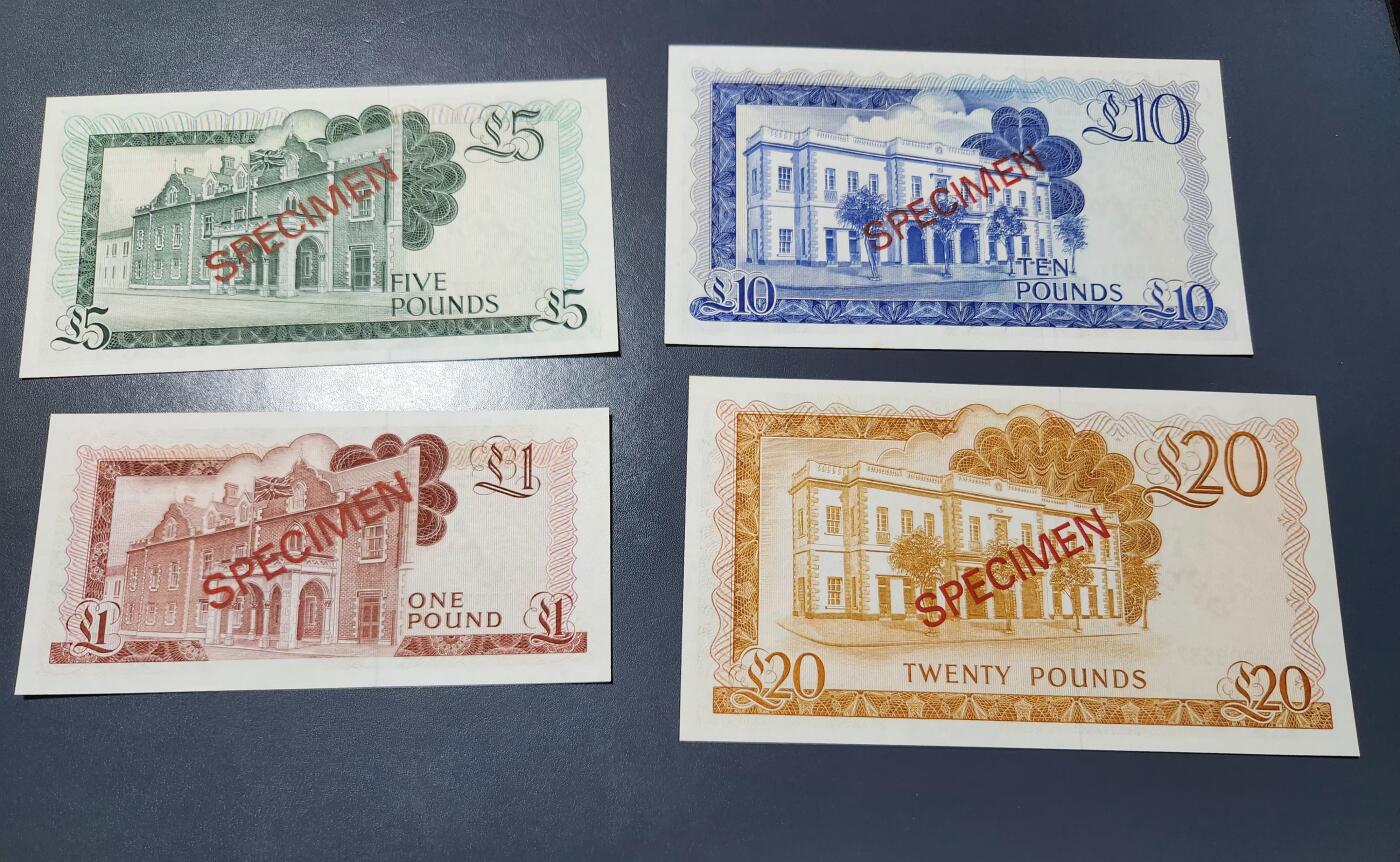 £5
SPECIMEN
FIVE
POUNDS
£5
£5
£10
SPECIMEN
TEN
POUNDS
£10
£10
£1
SPECIMEN
ONE
POUND
£1
£1
£20
SPECIMEN
TWENTY POUNDS
£20
£20